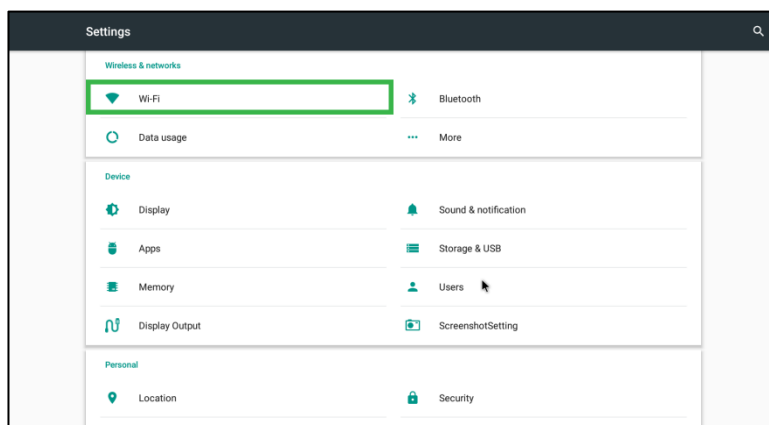 Settings
Wireless & networks
Wi-Fi
Bluetooth
Data usage
More
Device
Display
Sound & notification
Apps
Storage & USB
Memory
Users
Display Output
ScreenshotSetting
Personal
Location
Security